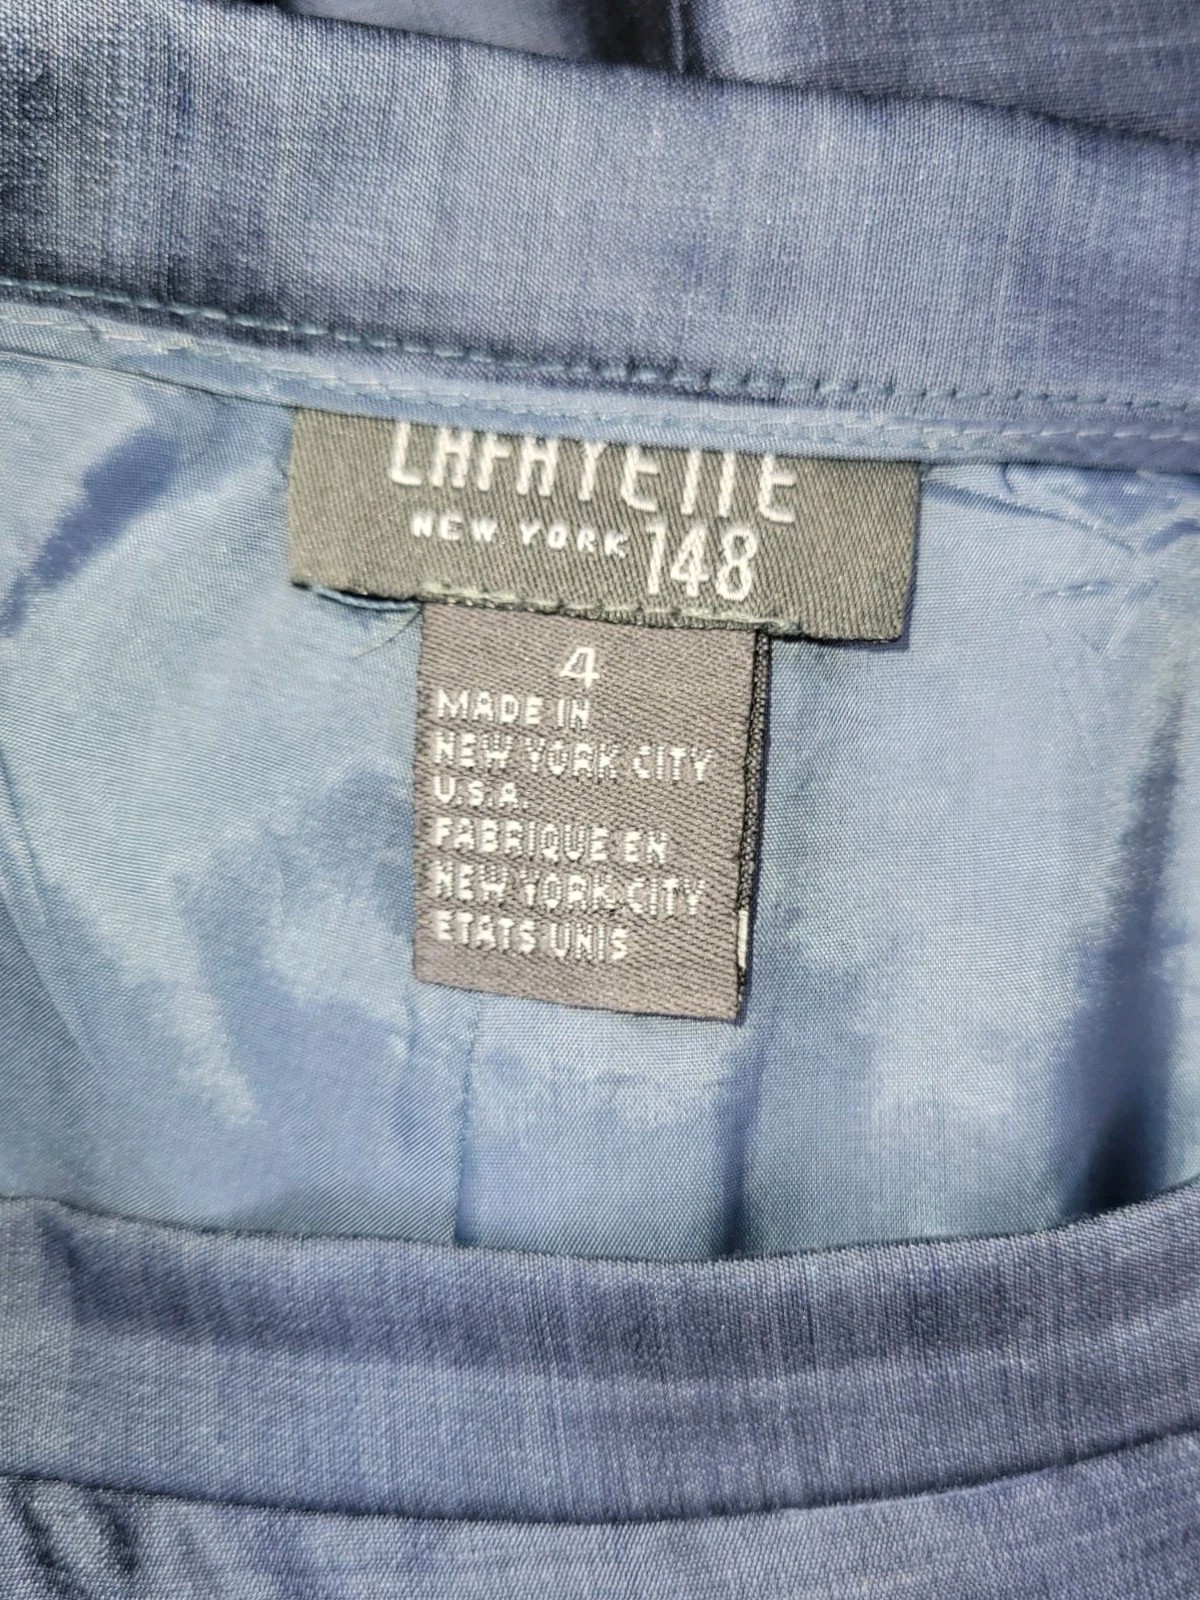 LAFAYETTE
NEW YORK 148
4
MADE IN
NEW YORK CITY
U.S.A.
FABRIQUE EN
NEW YORK CITY
ETATS UNIS